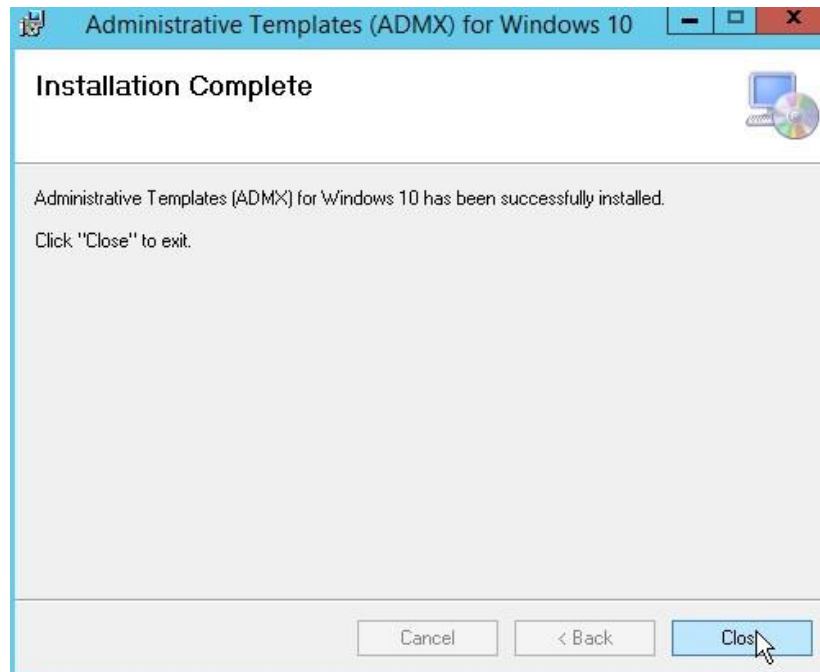 Administrative Templates (ADMX) for Windows 10
Installation Complete
Administrative Templates (ADMX) for Windows 10 has been successfully installed.
Click "Close" to exit.
Cancel
< Back
Close